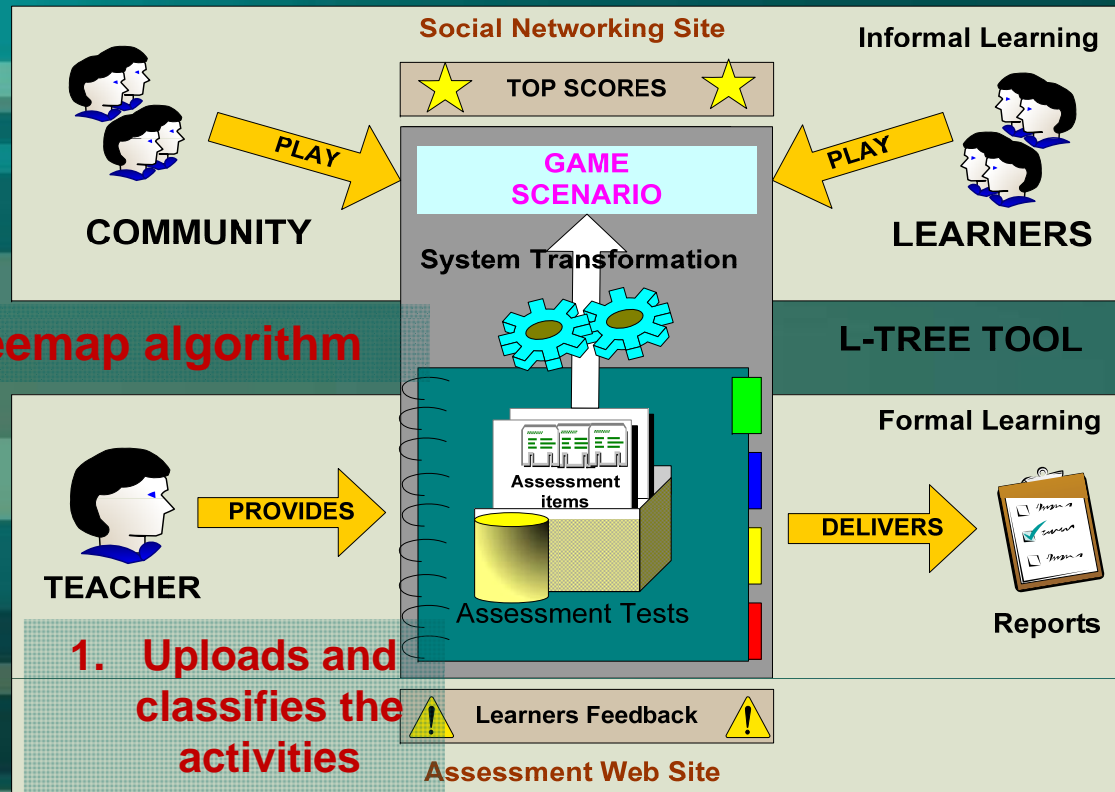 Social Networking Site
Informal Learning
TOP SCORES
PLAY
PLAY
GAME
SCENARIO
COMMUNITY
LEARNERS
System Transformation
eemap algorithm
L-TREE TOOL
Formal Learning
Assessment
items
PROVIDES
DELIVERS
TEACHER
Assessment Tests
Reports
1. Uploads and
classifies the
activities
Learners Feedback
Assessment Web Site